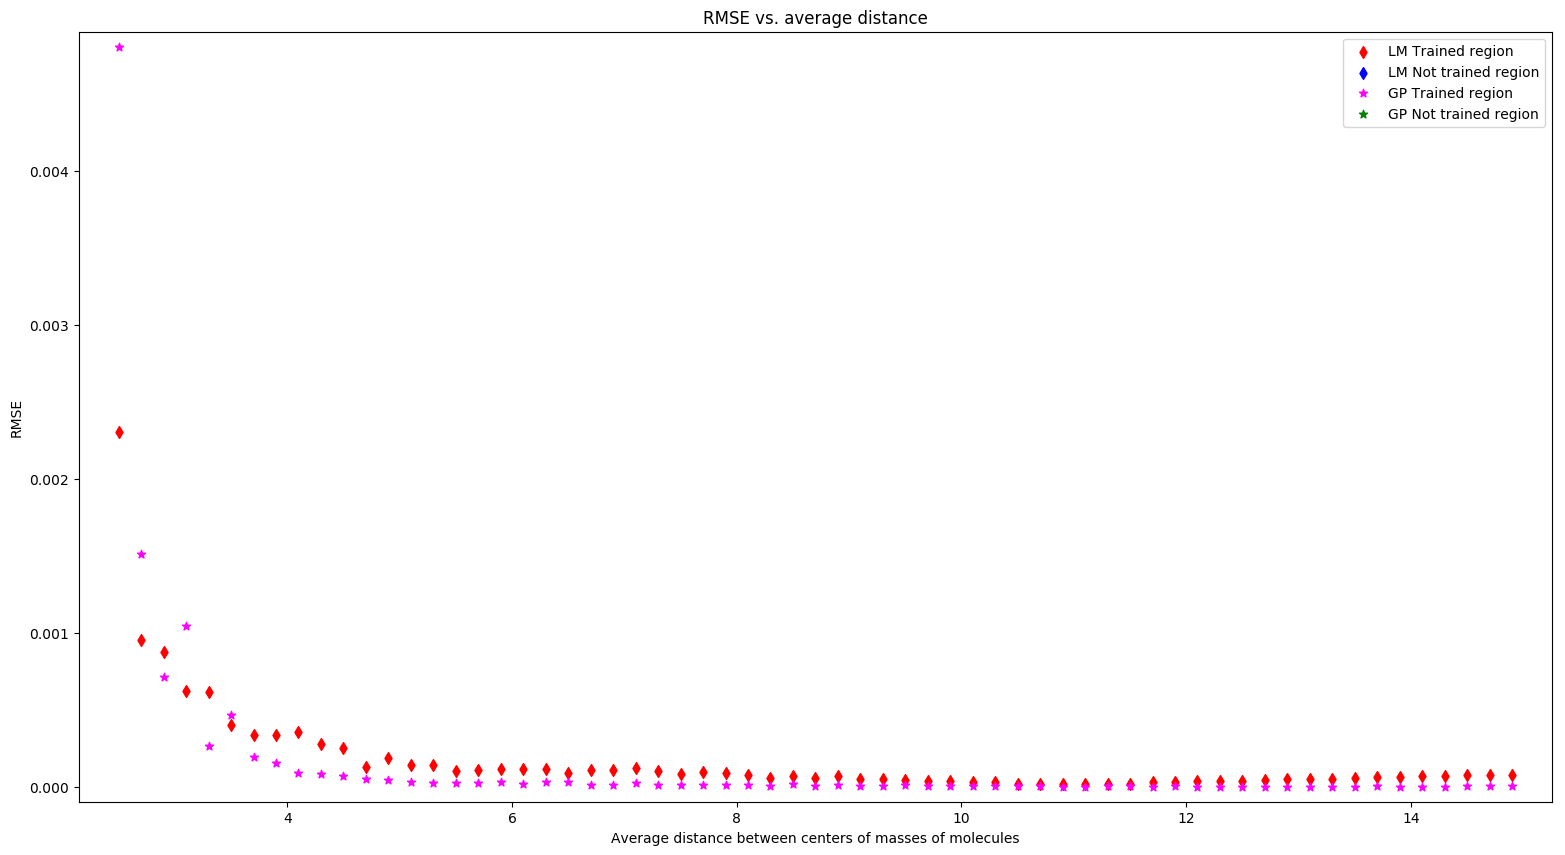 RMSE vs. average distance
LM Trained region
LM Not trained region
GP Trained region
GP Not trained region
0.004
0.003
0.002
0.001
0.000
RMSE
4
6
8
10
12
14
Average distance between centers of masses of molecules